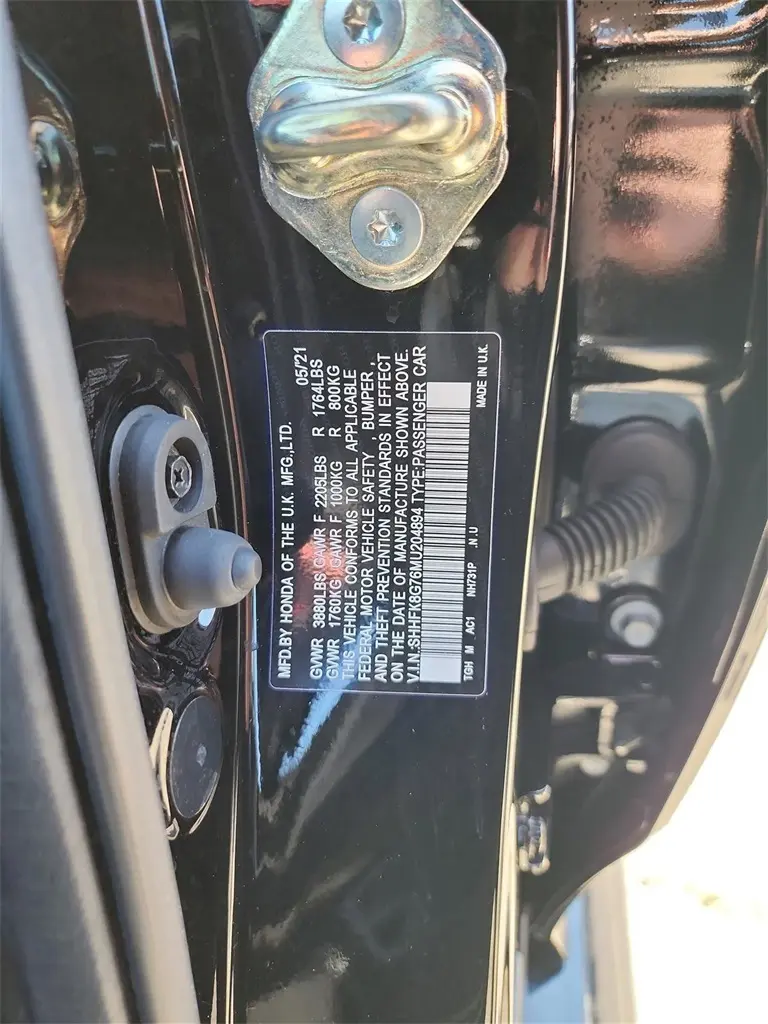 MFD.BY HONDA OF THE U.K. MFG.,LTD. 05/'21
GVWR 3880LBS GAWR F 2205LBS R 1764LBS
GVWR 1760KG GAWR F 1000KG R 800KG
THIS VEHICLE CONFORMS TO ALL APPLICABLE
FEDERAL MOTOR VEHICLE SAFETY , BUMPER ,
AND THEFT PREVENTION STANDARDS IN EFFECT
ON THE DATE OF MANUFACTURE SHOWN ABOVE.
V.I.N.:SHHFK8G76MU204894 TYPE:PASSENGER CAR
TGH M AC1 NH731P .N.U MADE IN U.K.